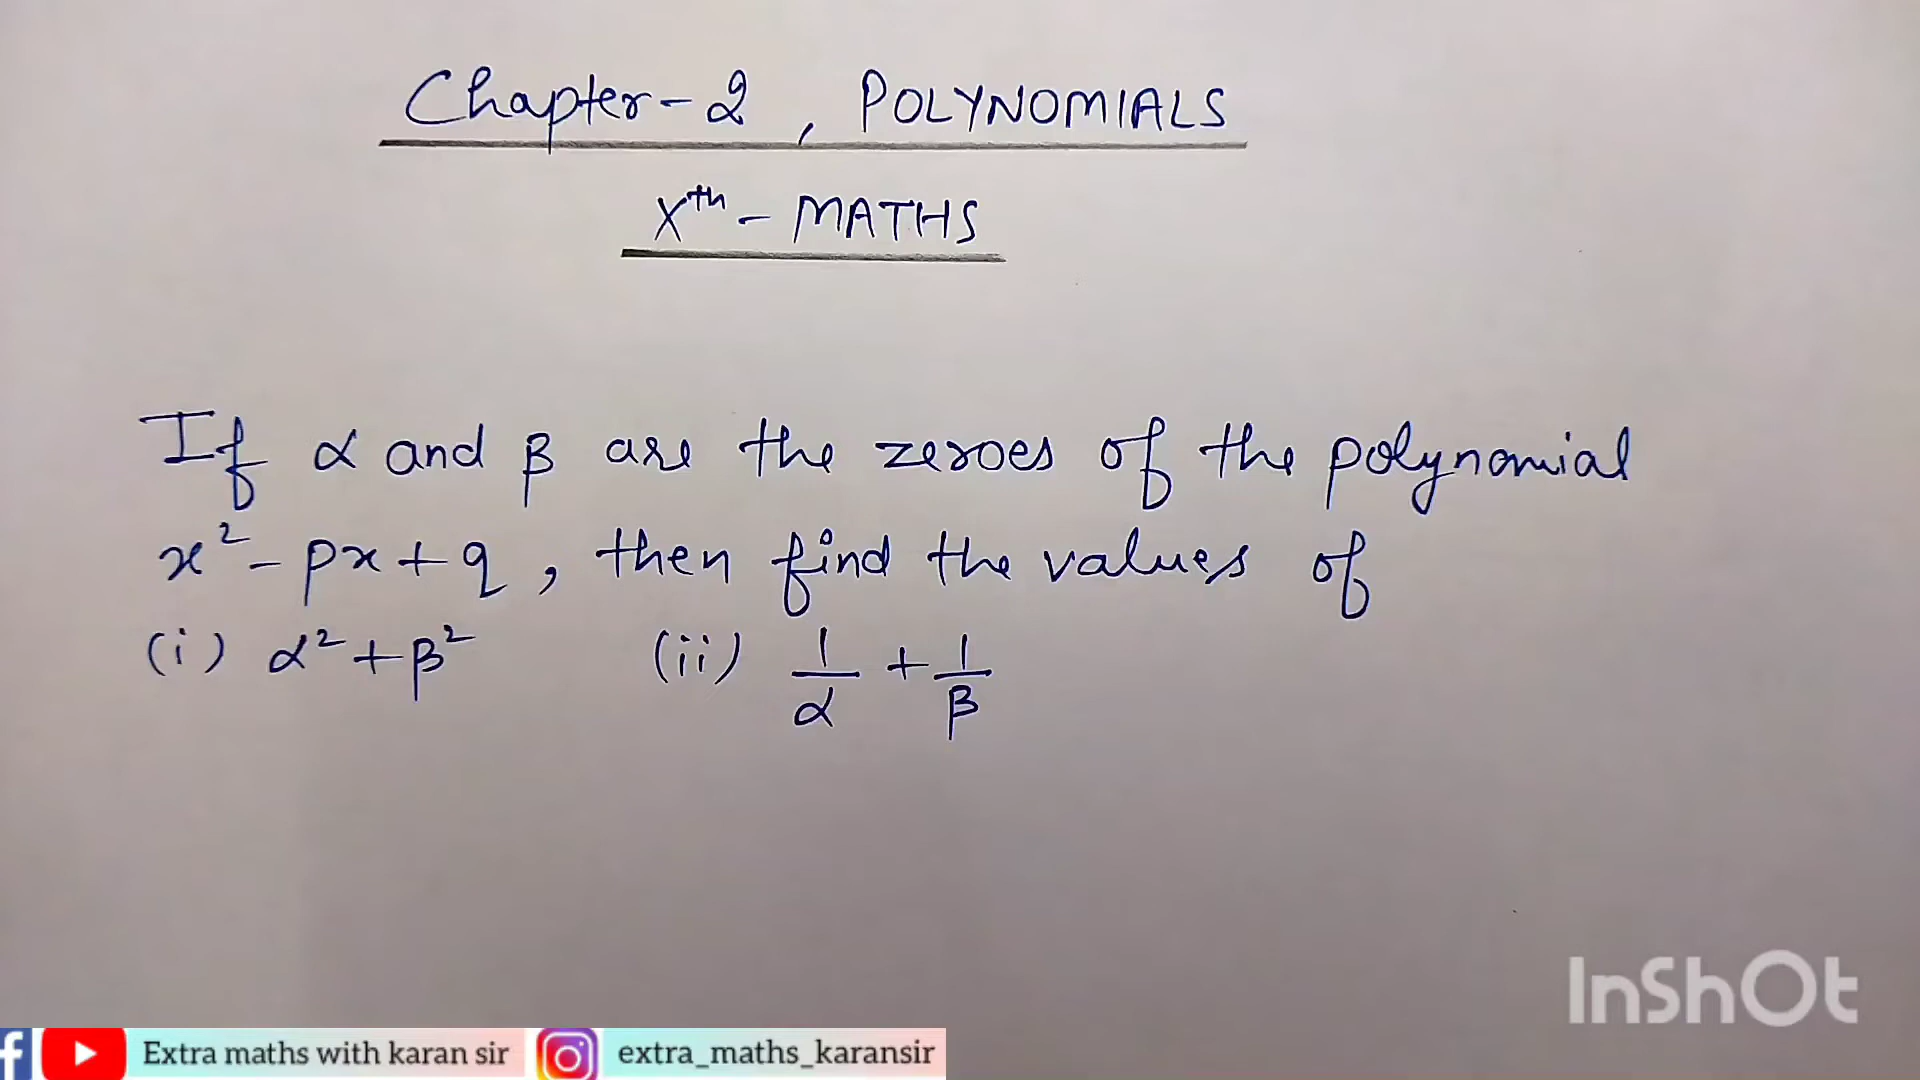 Chapter-2, POLYNOMIALS
Xth - MATHS
If α and β are the zeroes of the polynomial
x² - px + q, then find the values of
(i) α² + β² (ii) 1/α + 1/β
InShOt
Extra maths with karan sir extra_maths_karansir